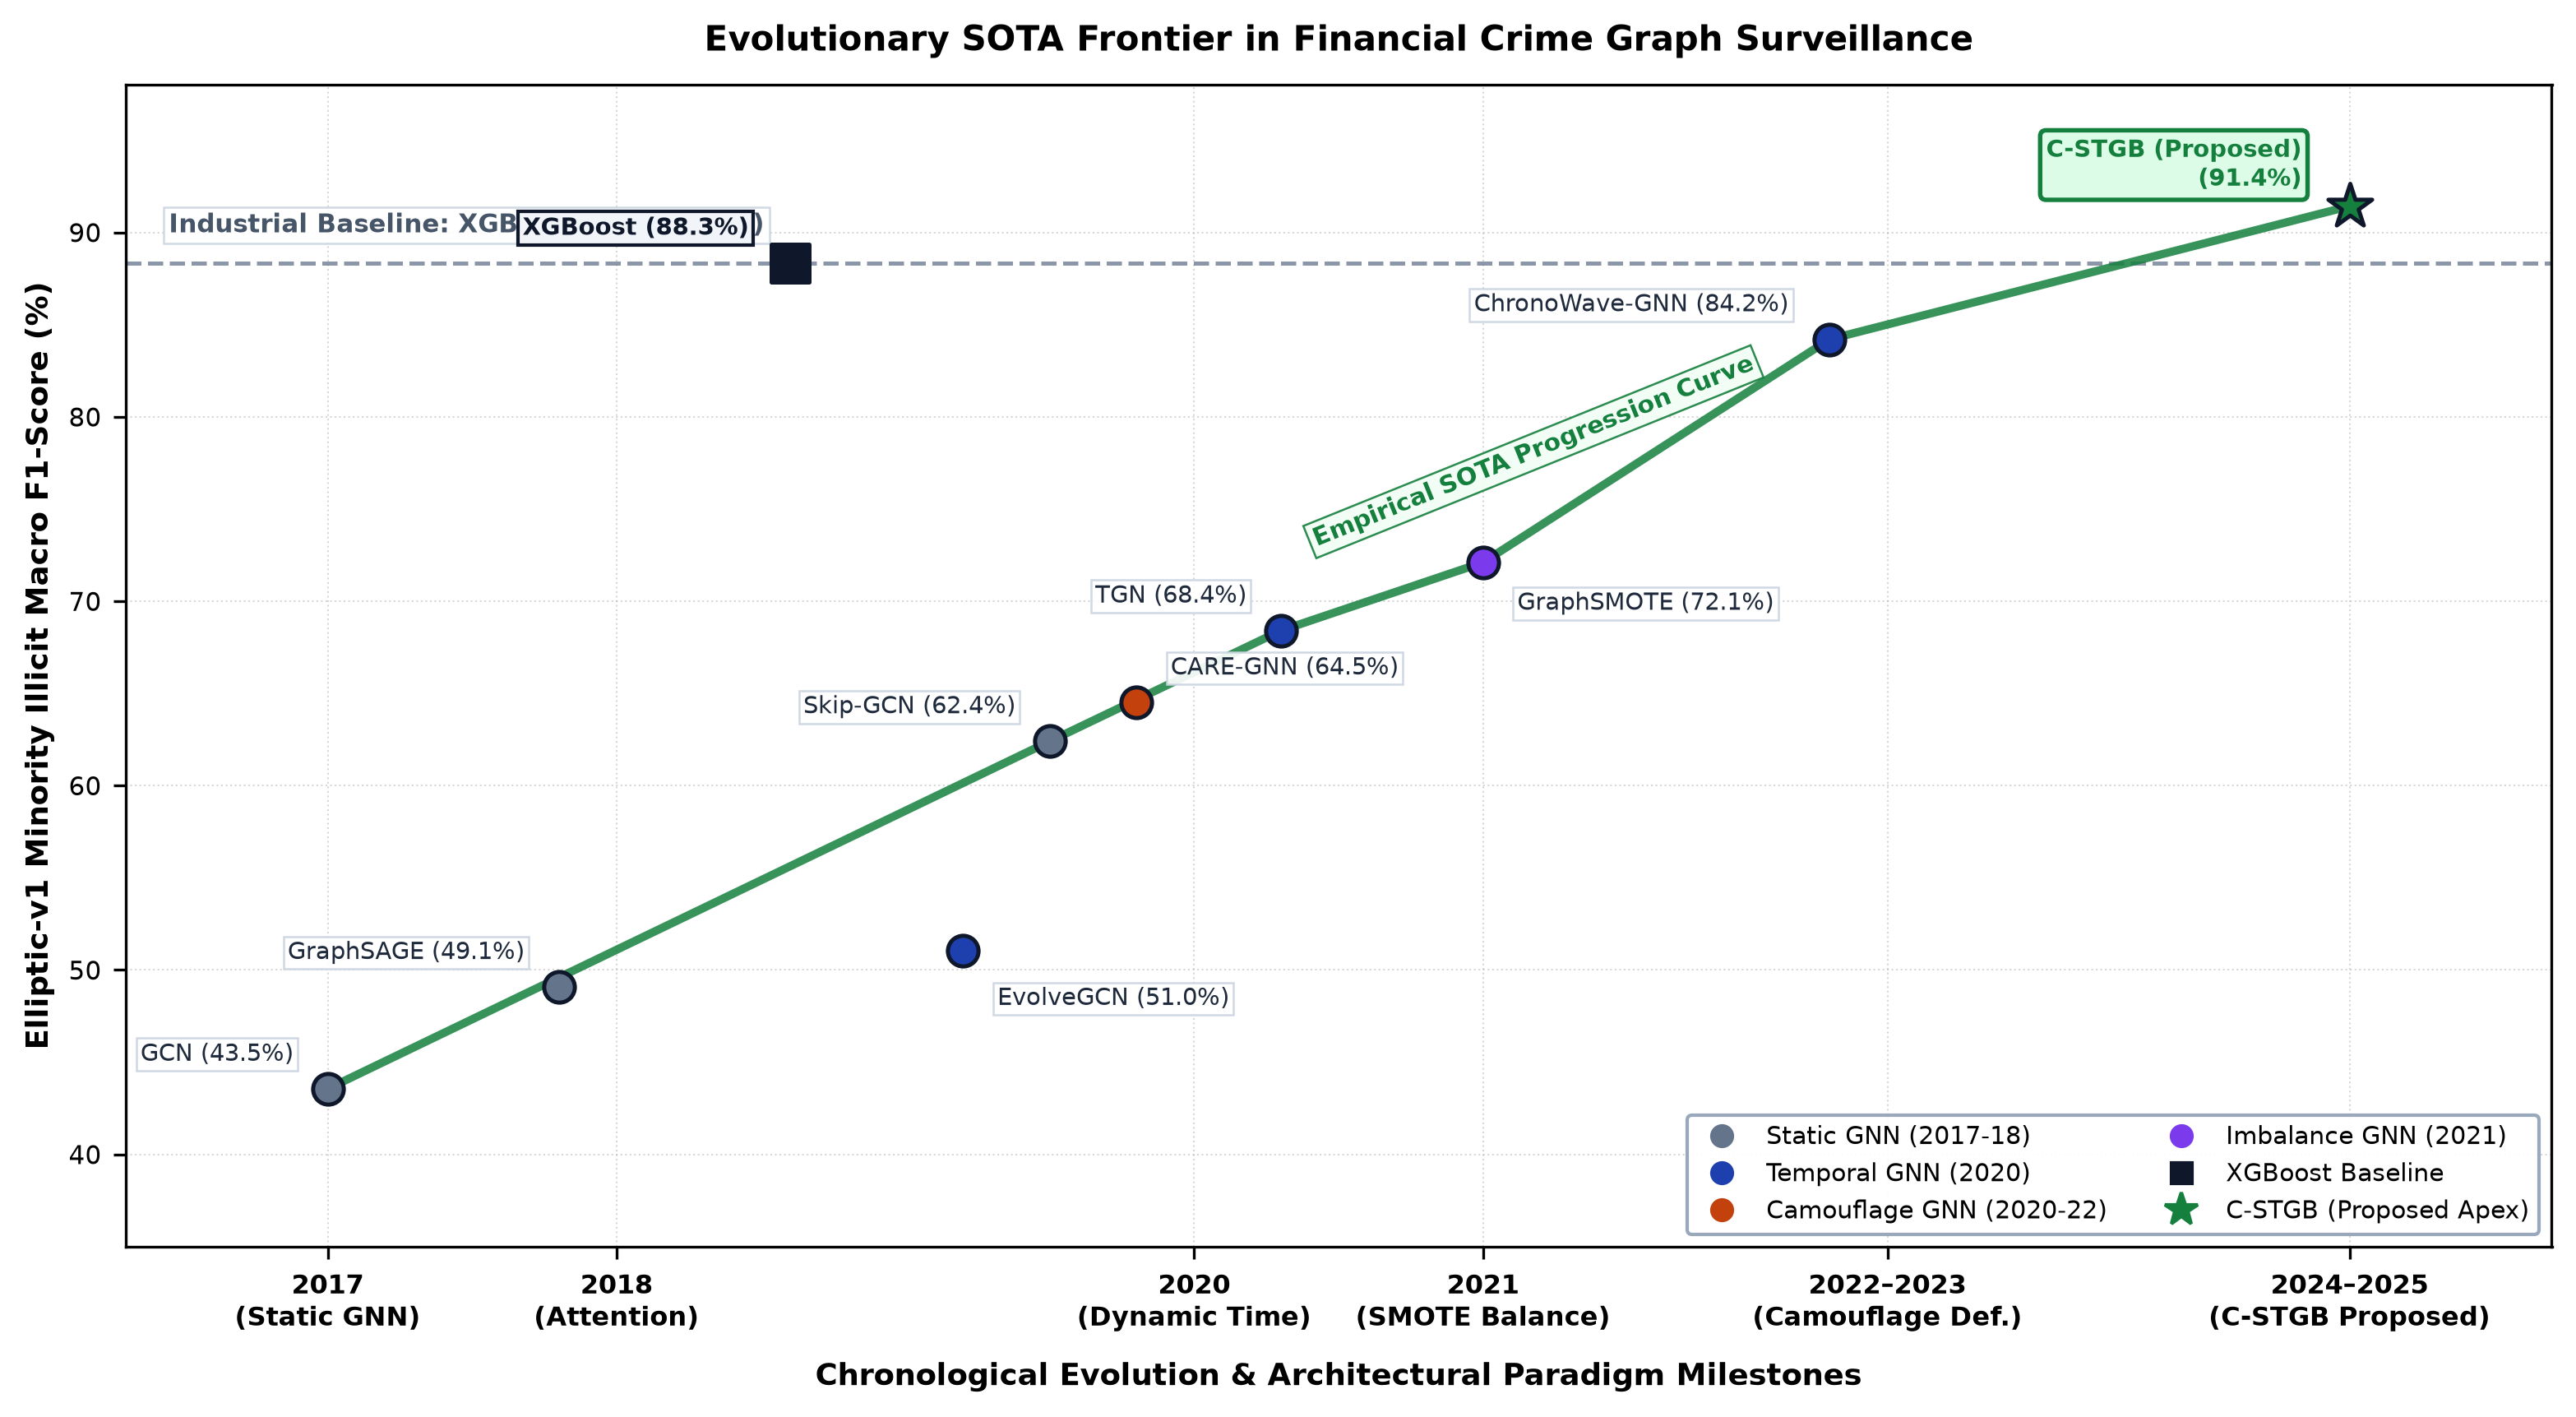 Evolutionary SOTA Frontier in Financial Crime Graph Surveillance
Elliptic-v1 Minority Illicit Macro F1-Score (%)
90
80
70
60
50
40
Industrial Baseline: XGB
)
XGBoost (88.3%)
C-STGB (Proposed)
(91.4%)
ChronoWave-GNN (84.2%)
Empirical SOTA Progression Curve
TGN (68.4%)
GraphSMOTE (72.1%)
CARE-GNN (64.5%)
Skip-GCN (62.4%)
GraphSAGE (49.1%)
EvolveGCN (51.0%)
GCN (43.5%)
Static GNN (2017-18)
Temporal GNN (2020)
Camouflage GNN (2020-22)
Imbalance GNN (2021)
XGBoost Baseline
C-STGB (Proposed Apex)
2017
(Static GNN)
2018
(Attention)
2020
(Dynamic Time)
2021
(SMOTE Balance)
2022–2023
(Camouflage Def.)
2024–2025
(C-STGB Proposed)
Chronological Evolution & Architectural Paradigm Milestones